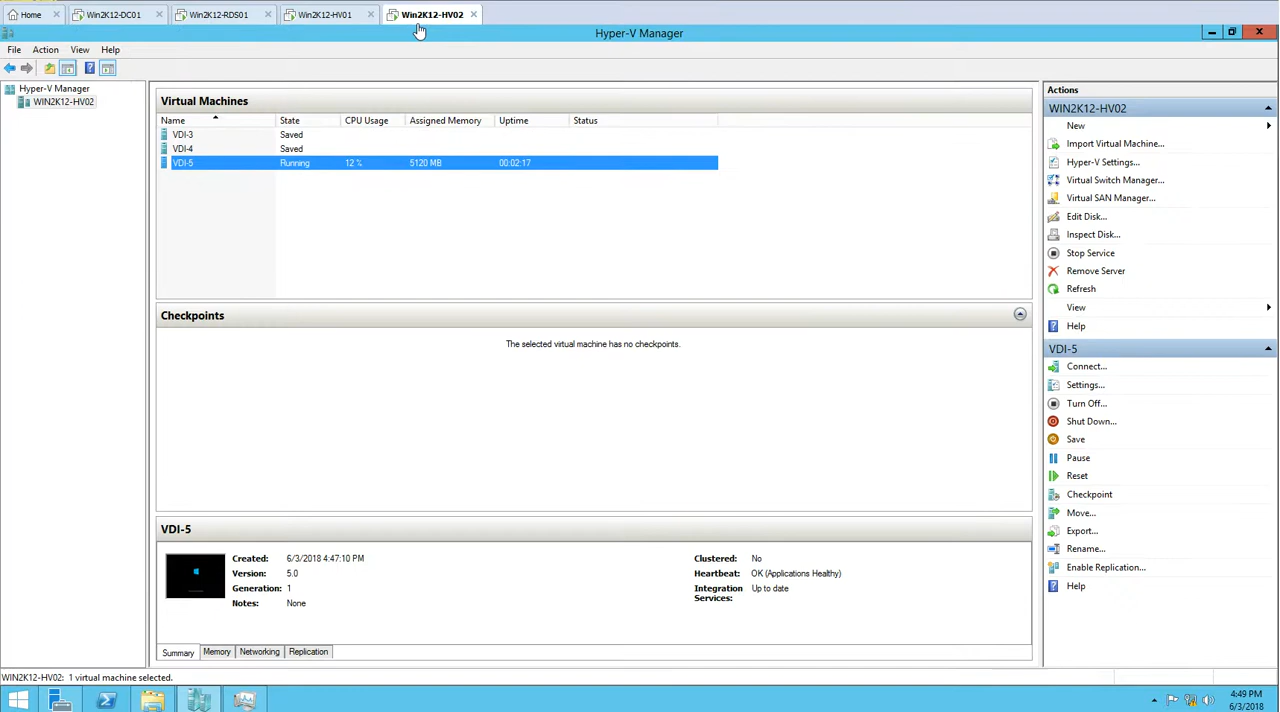 Home Win2K12-DC01 Win2K12-RDS01 Win2K12-HV01 Win2K12-HV02
Hyper-V Manager
File Action View Help
Hyper-V Manager
WIN2K12-HV02
Virtual Machines
Name State CPU Usage Assigned Memory Uptime Status
VDI-3 Saved
VDI-4 Saved
VDI-5 Running 12 % 5120 MB 00:02:17
Checkpoints
The selected virtual machine has no checkpoints.
VDI-5
Created: 6/3/2018 4:47:10 PM
Version: 5.0
Generation: 1
Notes: None
Clustered: No
Heartbeat: OK (Applications Healthy)
Integration Up to date
Services:
Summary Memory Networking Replication
Actions
WIN2K12-HV02
New
Import Virtual Machine...
Hyper-V Settings...
Virtual Switch Manager...
Virtual SAN Manager...
Edit Disk...
Inspect Disk...
Stop Service
Remove Server
Refresh
View
Help
VDI-5
Connect...
Settings...
Turn Off...
Shut Down...
Save
Pause
Reset
Checkpoint
Move...
Export...
Rename...
Enable Replication...
Help
WIN2K12-HV02: 1 virtual machine selected.
4:49 PM
6/3/2018